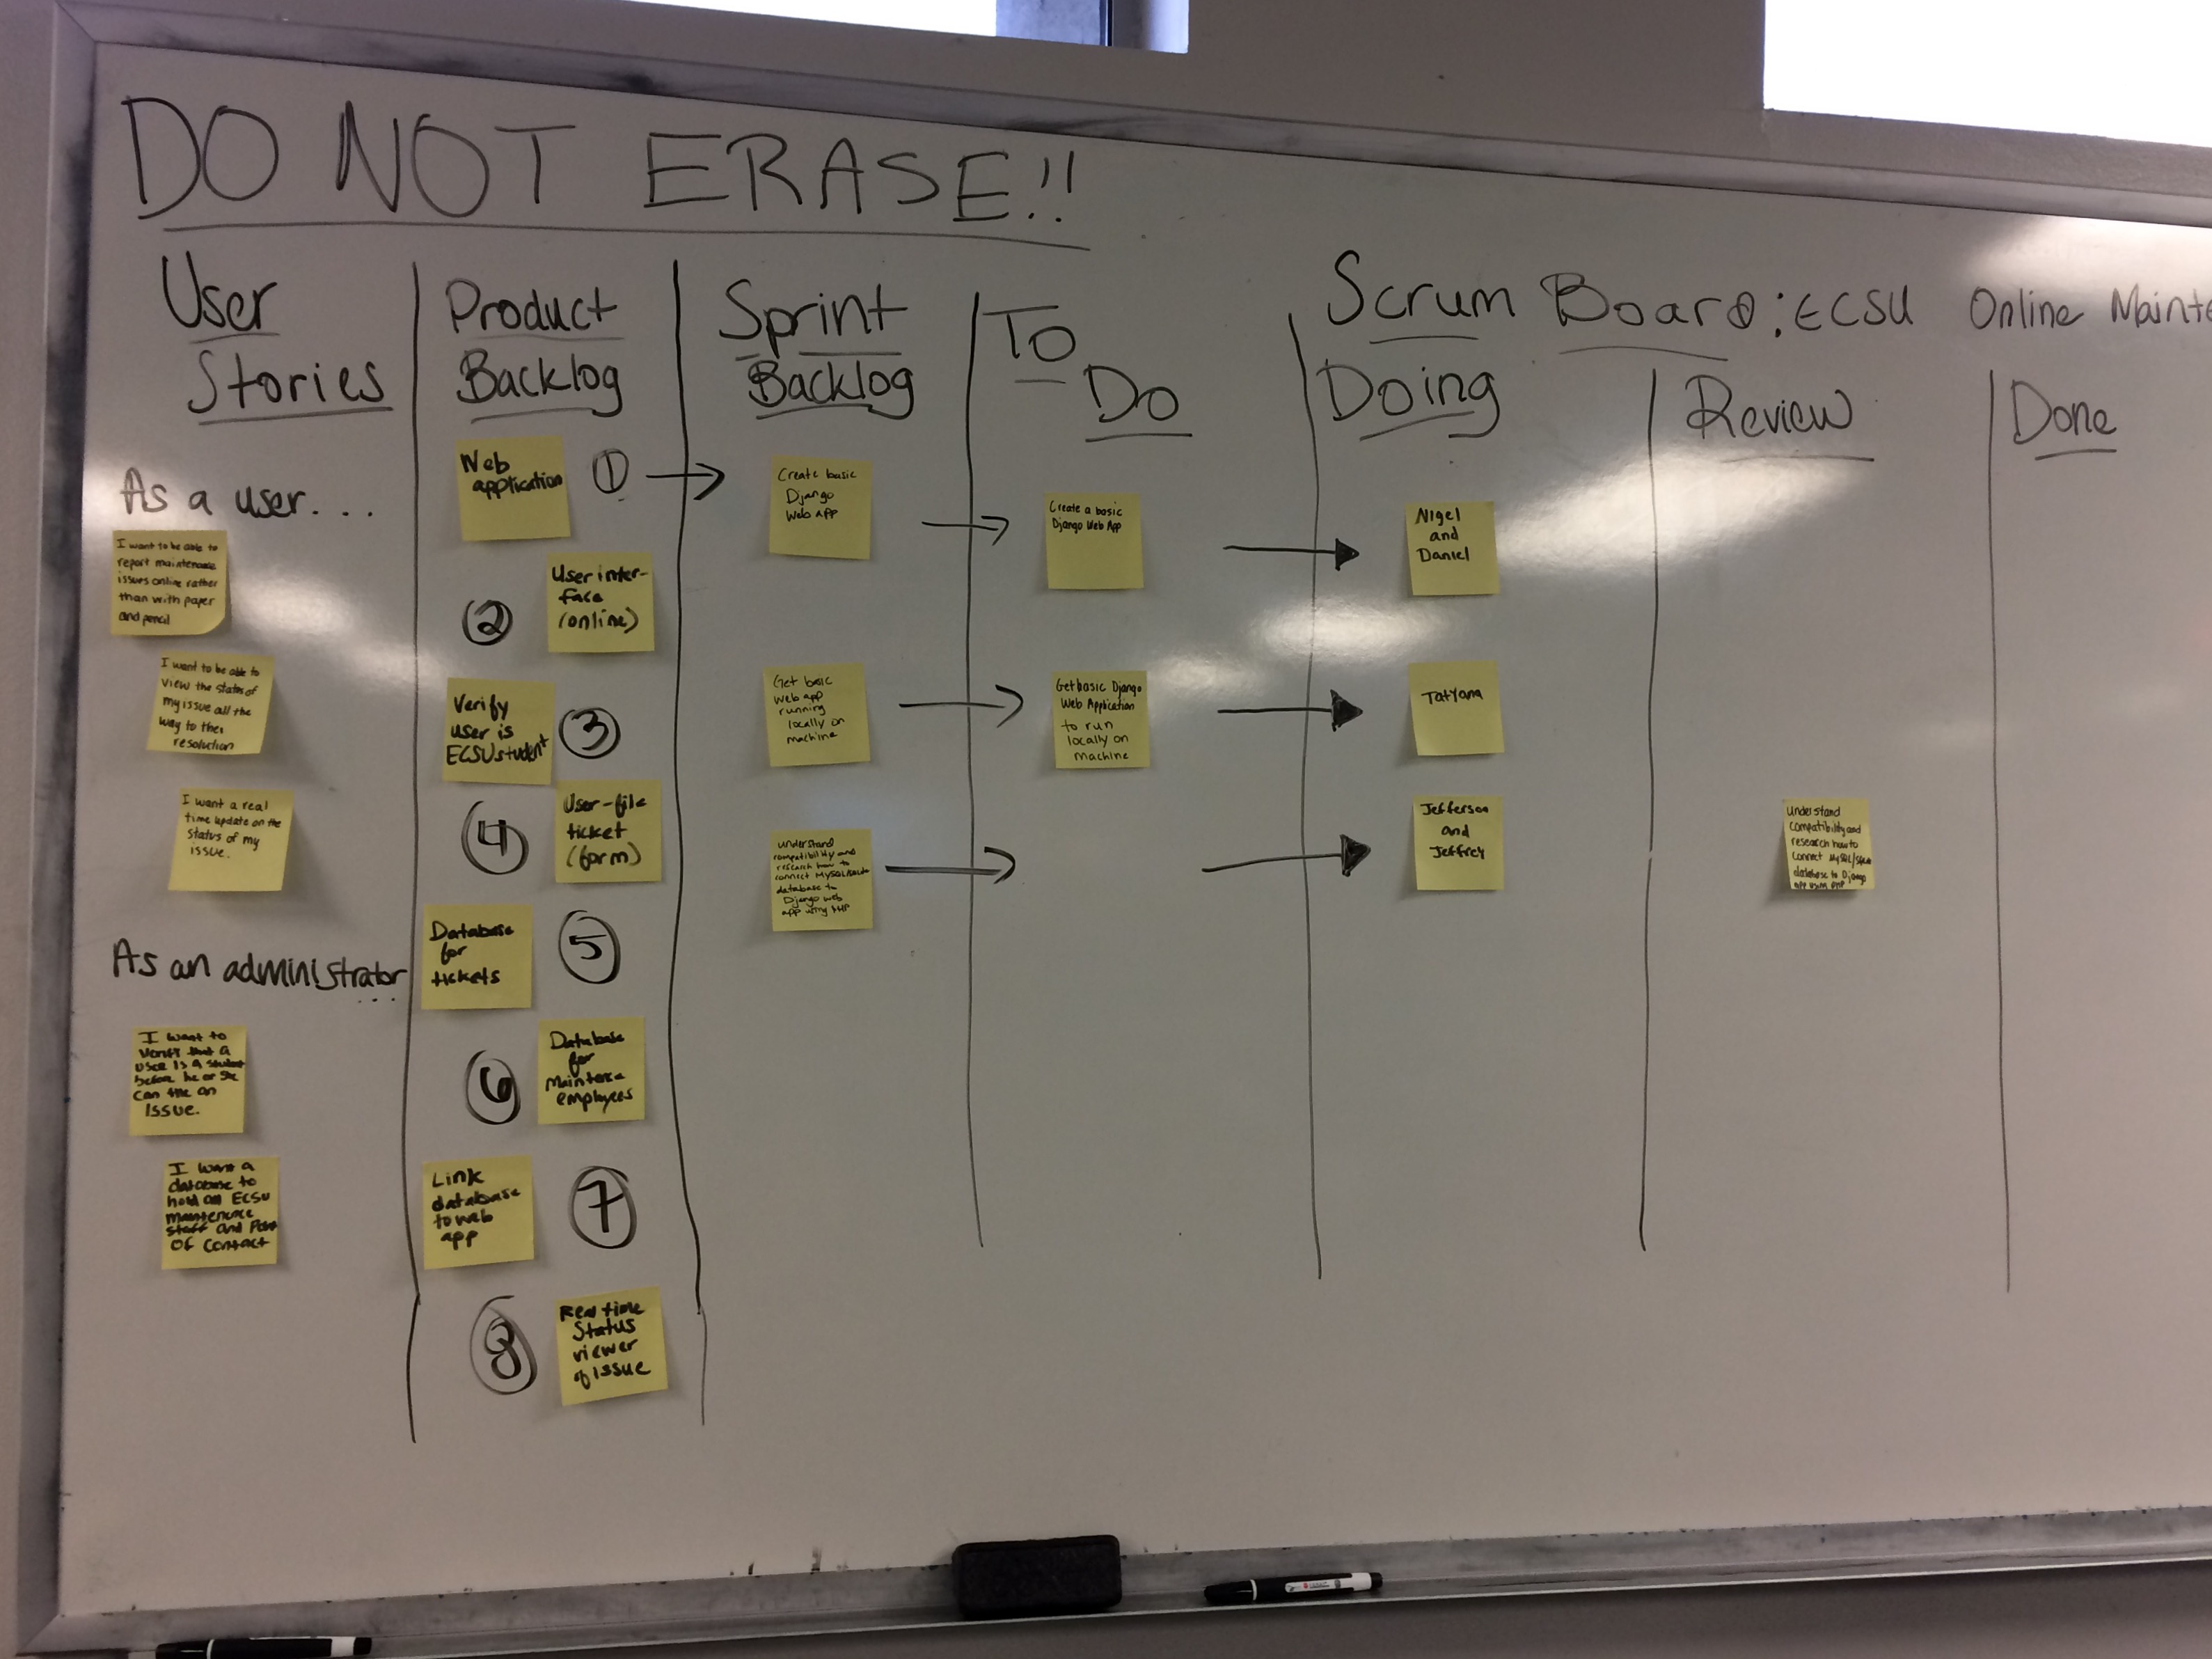 DO NOT ERASE!!
Scrum Board: ECSU Online Mainte
User
Stories
As a user...
I want to be able to
report maintenance
issues online rather
than with paper
and pencil
I want to be able to
view the status of
my issue all the
way to the
resolution
I want a real
time update on the
status of my
issue.
As an administrator
...
I want to
verify that a
user is a student
before he or she
can file an
issue.
I want a
database to
hold all ECSU
maintenance
staff and Point
of contact
Product
Backlog
Web
application
1
User inter-
face
(online)
2
Verify
user is
ECSU student
3
User-file
ticket
(form)
4
Database
for
tickets
5
Database
for
Maintence
employees
6
Link
database
to web
app
7
Real time
Status
viewer
of issue
8
Sprint
Backlog
Create basic
Django
Web App
Get basic
web app
running
locally on
machine
understand
compatibility and
research how to
connect MySQL/
database to
Django web
app using PHP
To
Do
Create a basic
Django Web App
Get basic Django
Web Application
to run
locally on
machine
Doing
Nigel
and
Daniel
Tatyana
Jefferson
and
Jeffrey
Review
Understand
compatibility and
research how to
connect MySQL/
database to Django
app using PHP
Done